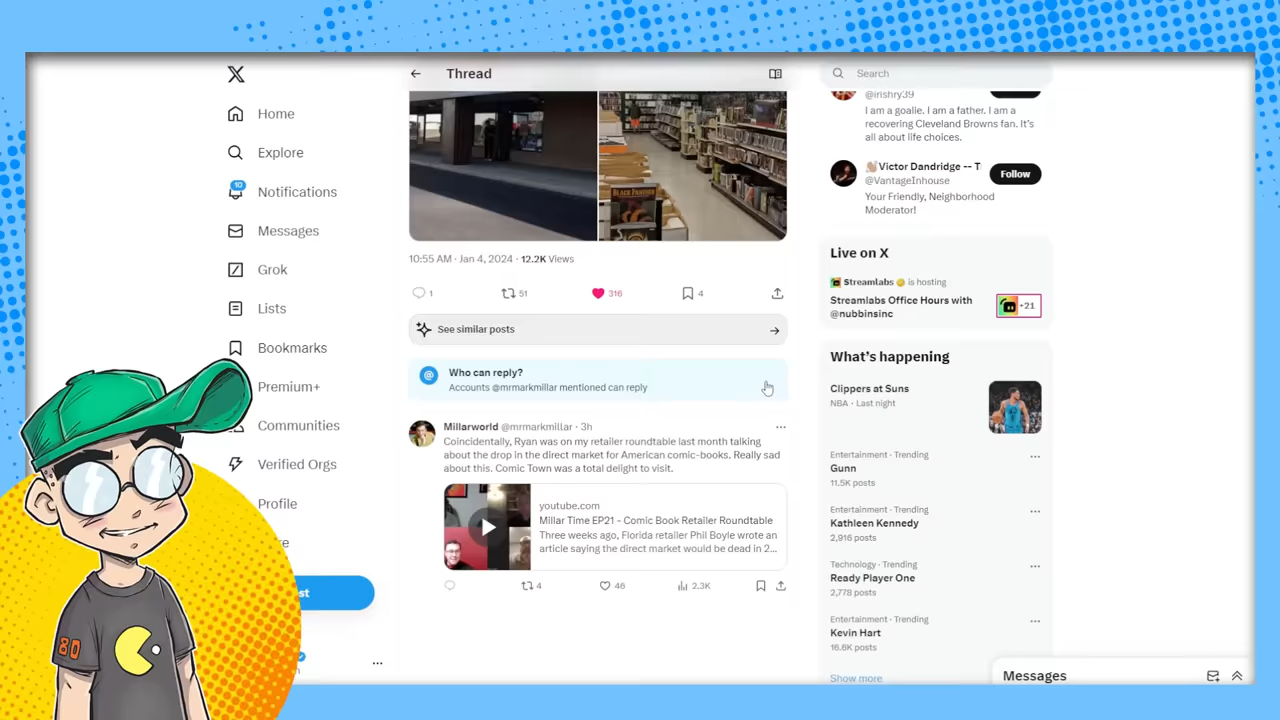 Home
Explore
10
Notifications
Messages
Grok
Lists
Bookmarks
Premium+
Communities
Verified Orgs
Profile
80
Thread
BLACK PANTHER
10:55 AM · Jan 4, 2024 · 12.2K Views
1
51
316
4
See similar posts
Who can reply?
Accounts @mrmarkmillar mentioned can reply
Millarworld @mrmarkmillar · 3h
Coincidentally, Ryan was on my retailer roundtable last month talking
about the drop in the direct market for American comic-books. Really sad
about this. Comic Town was a total delight to visit.
youtube.com
Millar Time EP21 - Comic Book Retailer Roundtable
Three weeks ago, Florida retailer Phil Boyle wrote an
article saying the direct market would be dead in 2...
4
46
2.3K
Search
@irishry39
I am a goalie. I am a father. I am a
recovering Cleveland Browns fan. It's
all about life choices.
Victor Dandridge -- T
@VantageInhouse
Follow
Your Friendly, Neighborhood
Moderator!
Live on X
Streamlabs is hosting
Streamlabs Office Hours with
@nubbinsinc
+21
What's happening
Clippers at Suns
NBA · Last night
Entertainment · Trending
Gunn
11.5K posts
Entertainment · Trending
Kathleen Kennedy
2,916 posts
Technology · Trending
Ready Player One
2,778 posts
Entertainment · Trending
Kevin Hart
16.6K posts
Show more
Messages